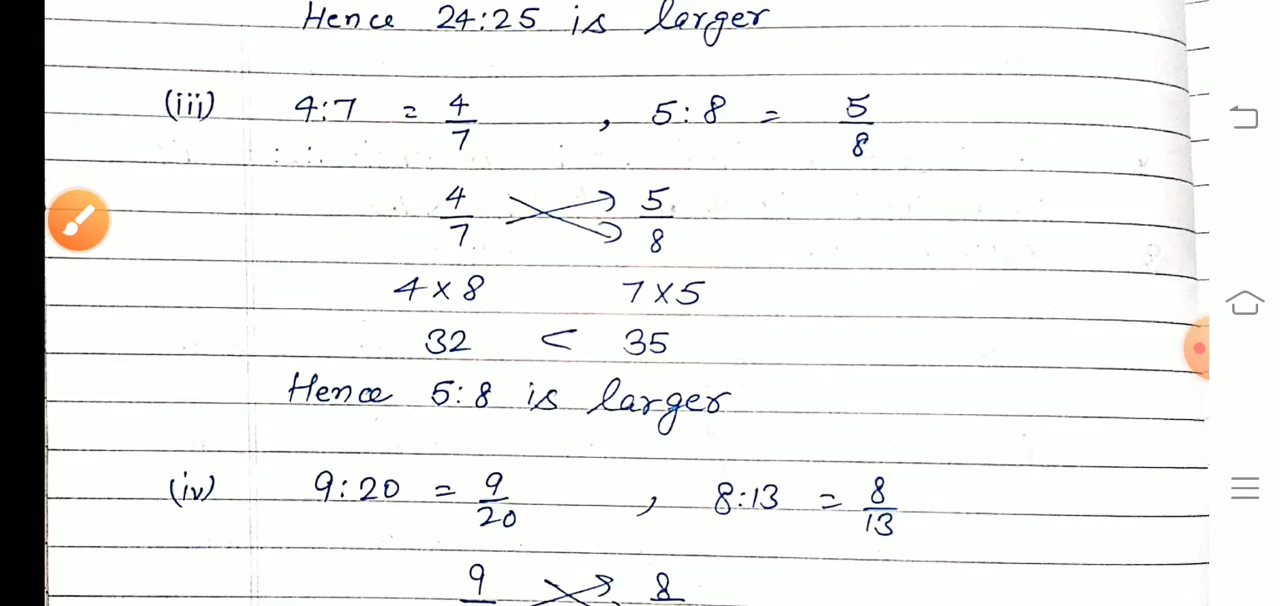 Hence 24:25 is larger
(iii) 4:7 = 4/7 , 5:8 = 5/8
4/7 5/8
4 × 8 7 × 5
32 < 35
Hence 5:8 is larger
(iv) 9:20 = 9/20 , 8:13 = 8/13
9 8